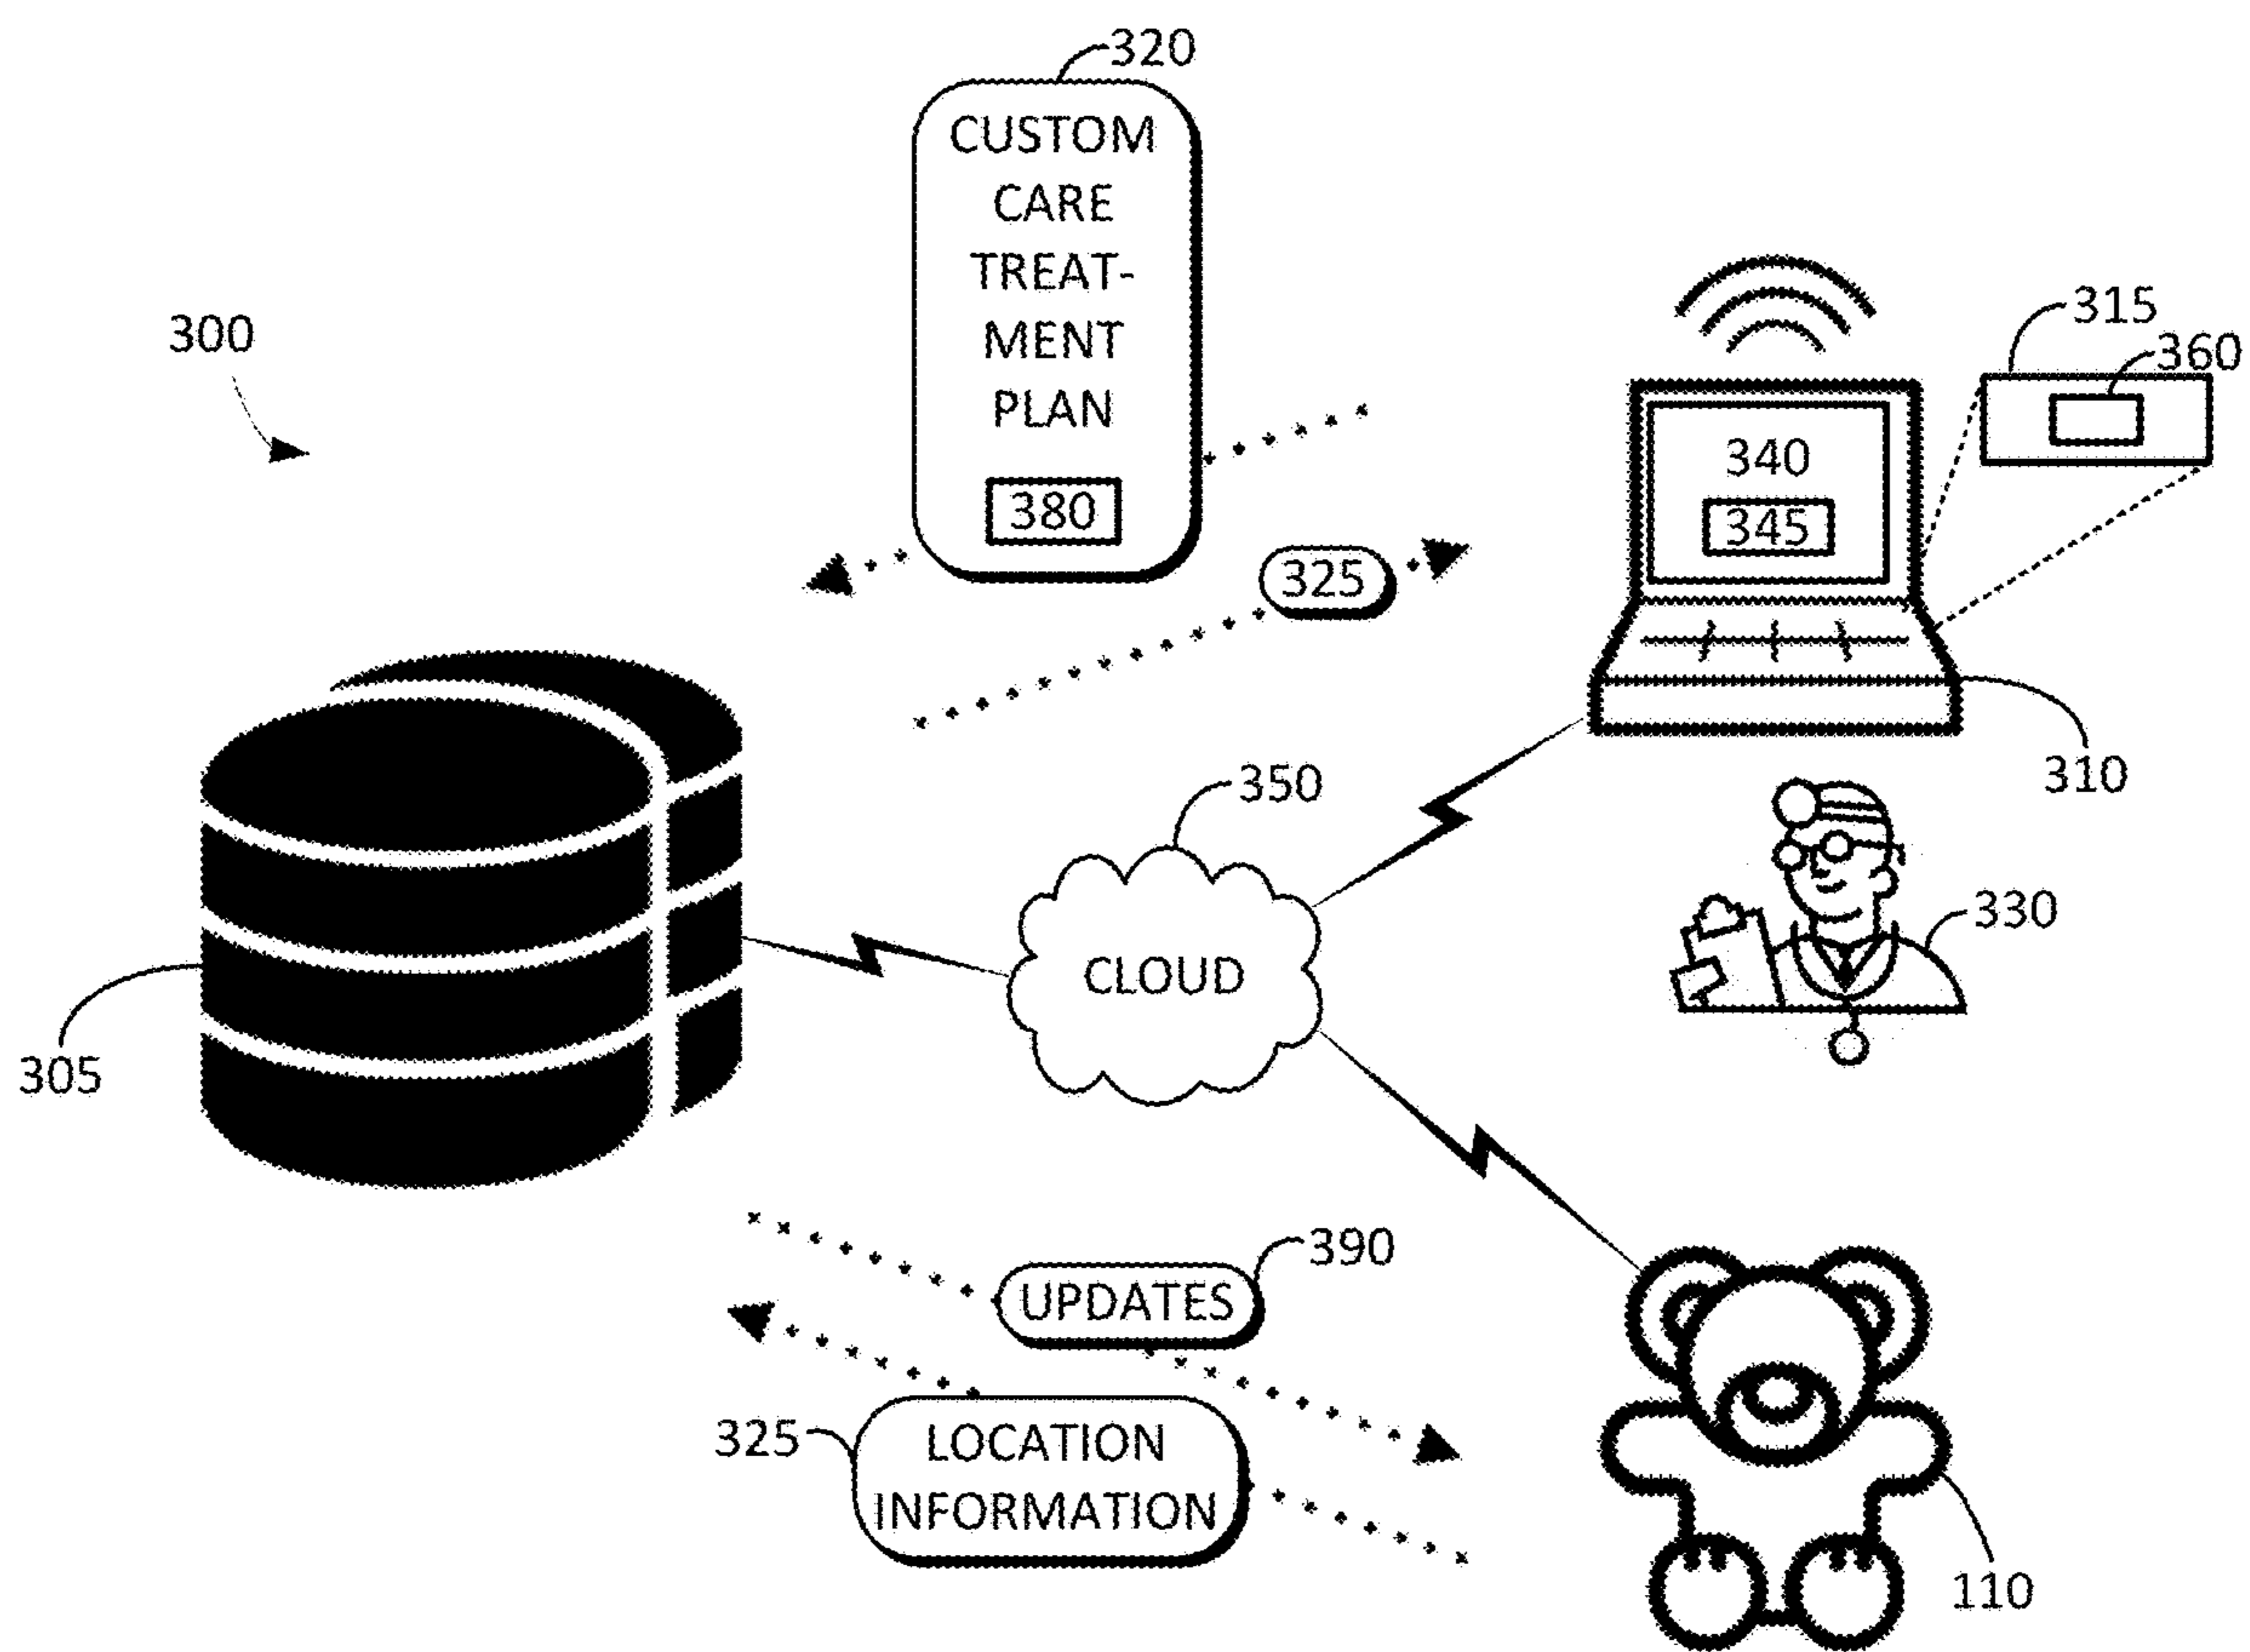 320
CUSTOM
CARE
TREAT-
MENT
PLAN
380
300
315
360
340
345
325
310
350
CLOUD
330
305
390
UPDATES
325
LOCATION
INFORMATION
110